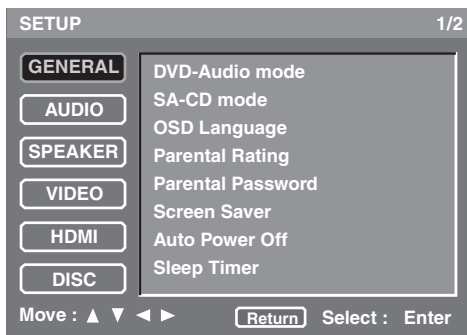 SETUP 1/2
GENERAL
AUDIO
SPEAKER
VIDEO
HDMI
DISC
DVD-Audio mode
SA-CD mode
OSD Language
Parental Rating
Parental Password
Screen Saver
Auto Power Off
Sleep Timer
Move : ▲ ▼ ◄ ► Return Select : Enter